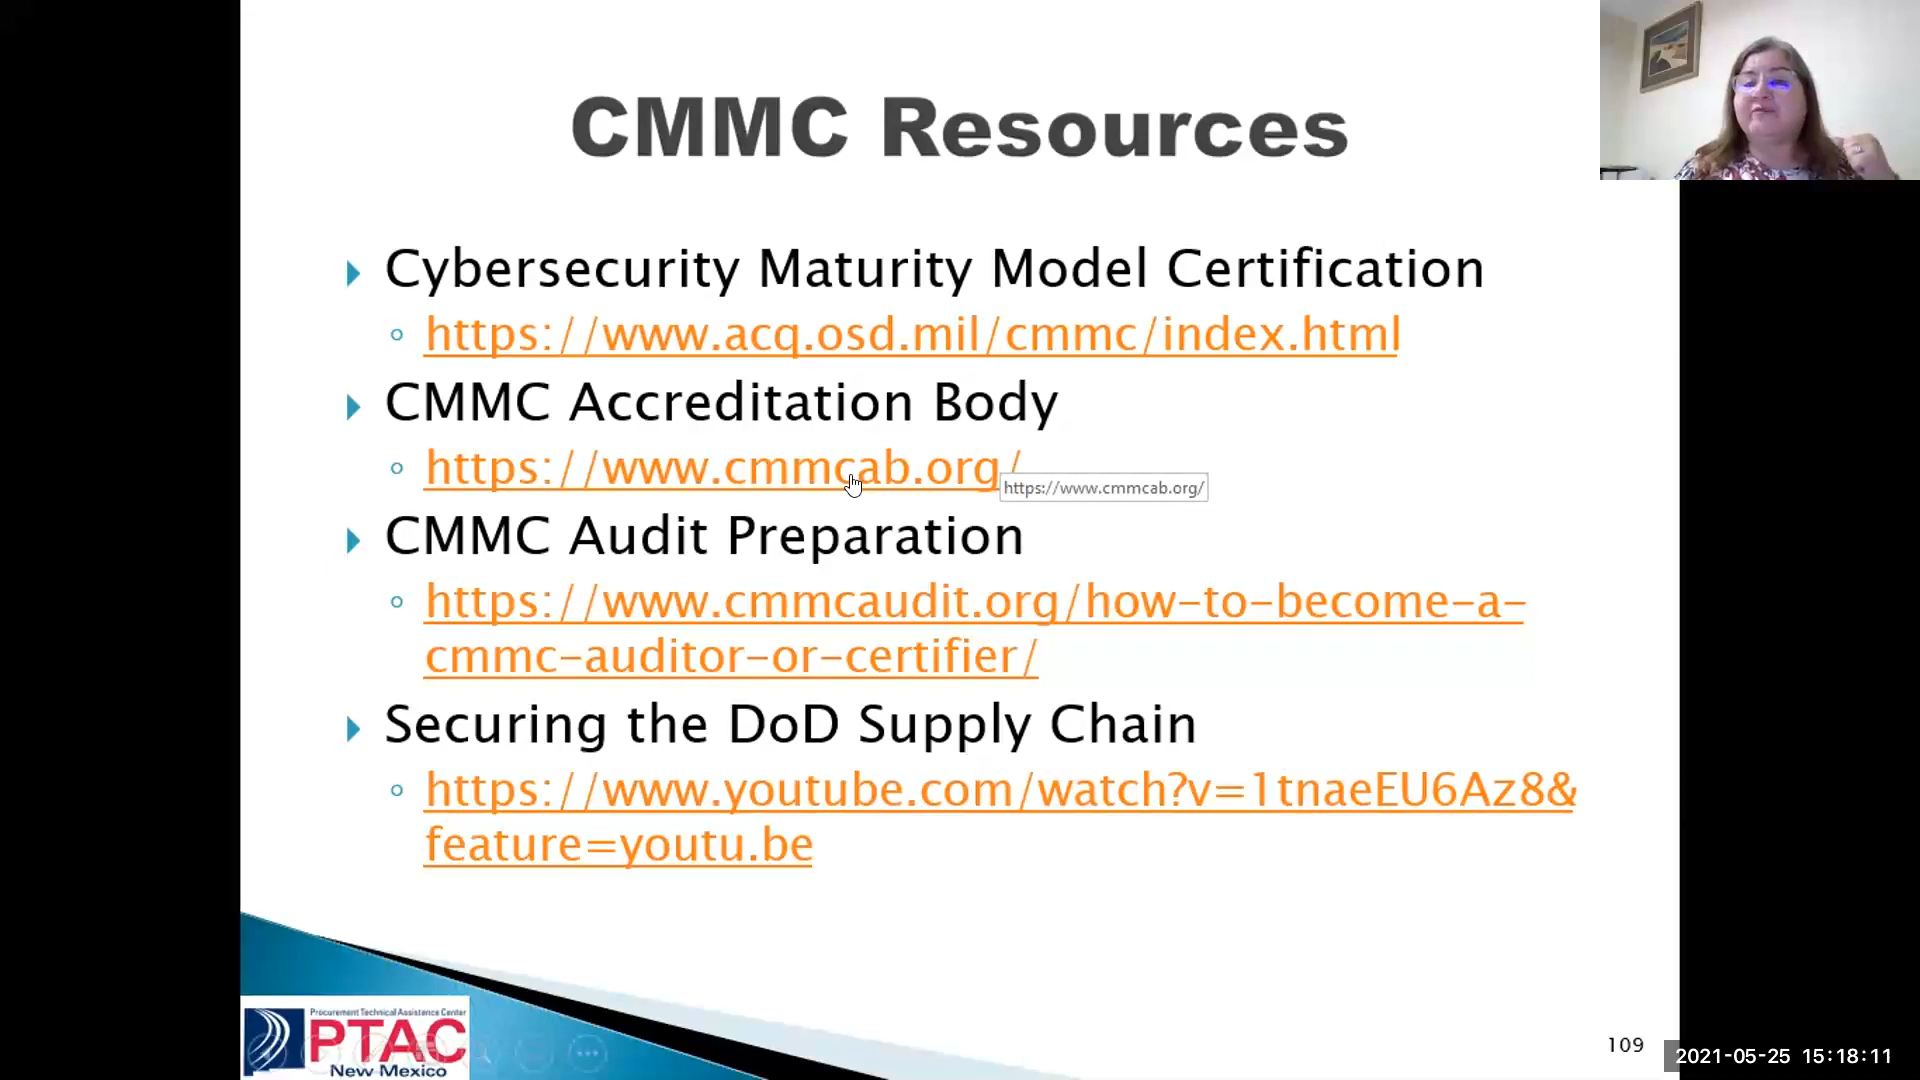 CMMC Resources
Cybersecurity Maturity Model Certification
https://www.acq.osd.mil/cmmc/index.html
CMMC Accreditation Body
https://www.cmmcab.org/
https://www.cmmcab.org/
CMMC Audit Preparation
https://www.cmmcaudit.org/how-to-become-a-
cmmc-auditor-or-certifier/
Securing the DoD Supply Chain
https://www.youtube.com/watch?v=1tnaeEU6Az8&
feature=youtu.be
Procurement Technical Assistance Center
PTAC
New Mexico
109
2021-05-25 15:18:11